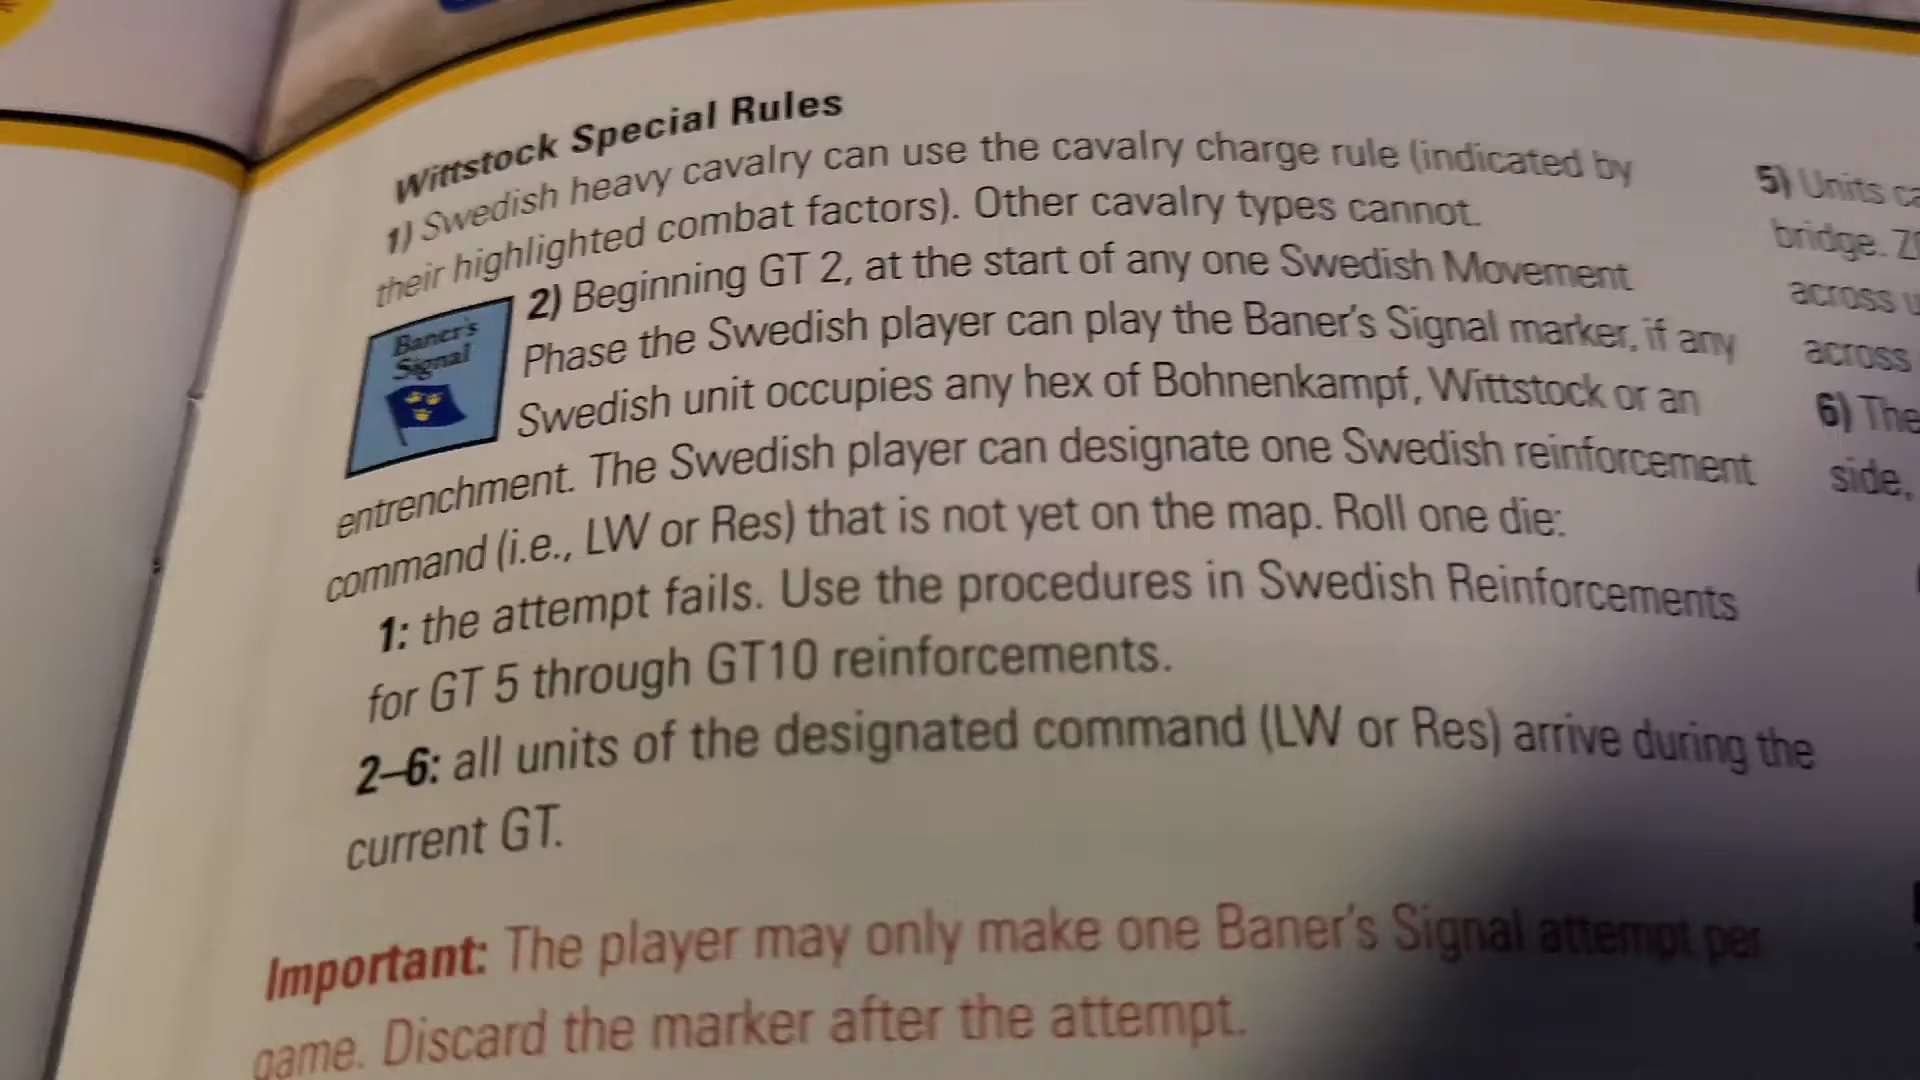 Wittstock Special Rules
1) Swedish heavy cavalry can use the cavalry charge rule (indicated by
their highlighted combat factors). Other cavalry types cannot.
Baner's
Signal
2) Beginning GT 2, at the start of any one Swedish Movement
Phase the Swedish player can play the Baner's Signal marker, if any
Swedish unit occupies any hex of Bohnenkampf, Wittstock or an
entrenchment. The Swedish player can designate one Swedish reinforcement
command (i.e., LW or Res) that is not yet on the map. Roll one die:
1: the attempt fails. Use the procedures in Swedish Reinforcements
for GT 5 through GT10 reinforcements.
2–6: all units of the designated command (LW or Res) arrive during the
current GT.
Important: The player may only make one Baner's Signal attempt per
game. Discard the marker after the attempt.
5) Units
bridge.
across
across
6) The
side,